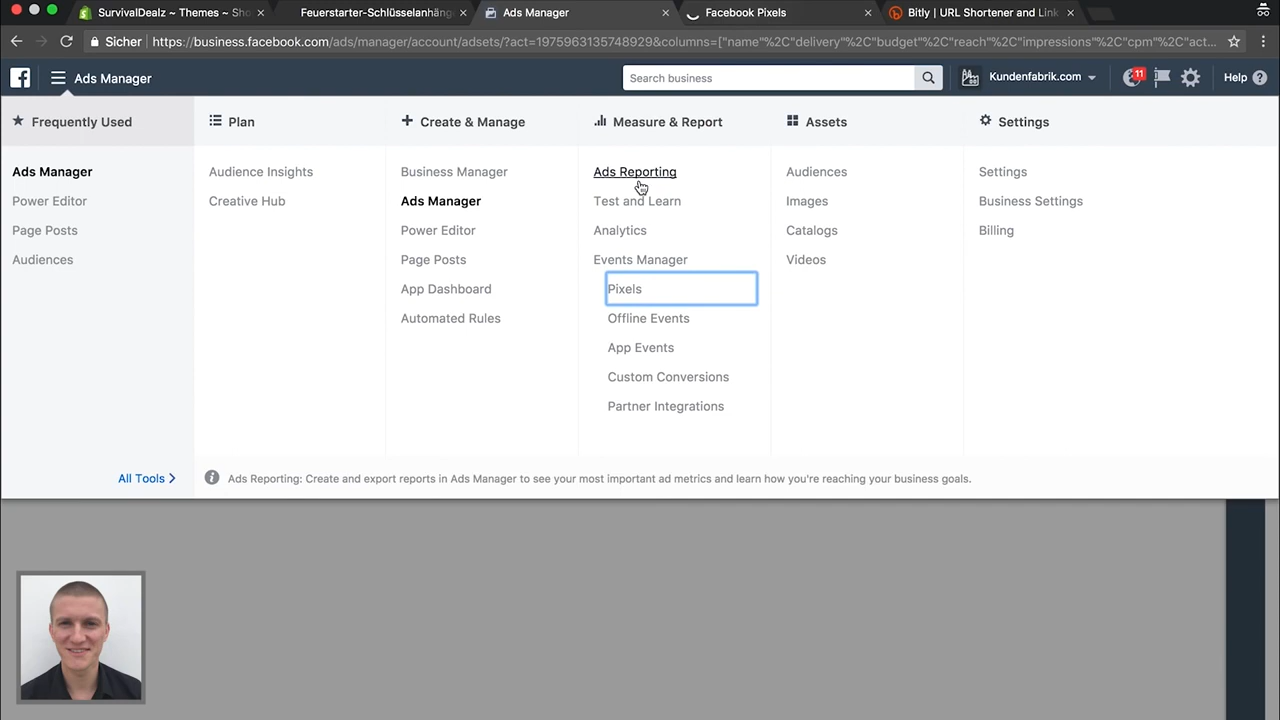 SurvivalDealz ~ Themes ~ Sho
Feuerstarter-Schlüsselanhäng
Ads Manager
Facebook Pixels
Bitly | URL Shortener and Link
Sicher
https://business.facebook.com/ads/manager/account/adsets/?act=1975963135748929&columns=["name"%2C"delivery"%2C"budget"%2C"reach"%2C"impressions"%2C"cpm"%2C"act...
Ads Manager
Search business
Kundenfabrik.com
11
Help
Frequently Used
Ads Manager
Power Editor
Page Posts
Audiences
All Tools
Plan
Audience Insights
Creative Hub
Create & Manage
Business Manager
Ads Manager
Power Editor
Page Posts
App Dashboard
Automated Rules
Measure & Report
Ads Reporting
Test and Learn
Analytics
Events Manager
Pixels
Offline Events
App Events
Custom Conversions
Partner Integrations
Assets
Audiences
Images
Catalogs
Videos
Settings
Settings
Business Settings
Billing
Ads Reporting: Create and export reports in Ads Manager to see your most important ad metrics and learn how you're reaching your business goals.